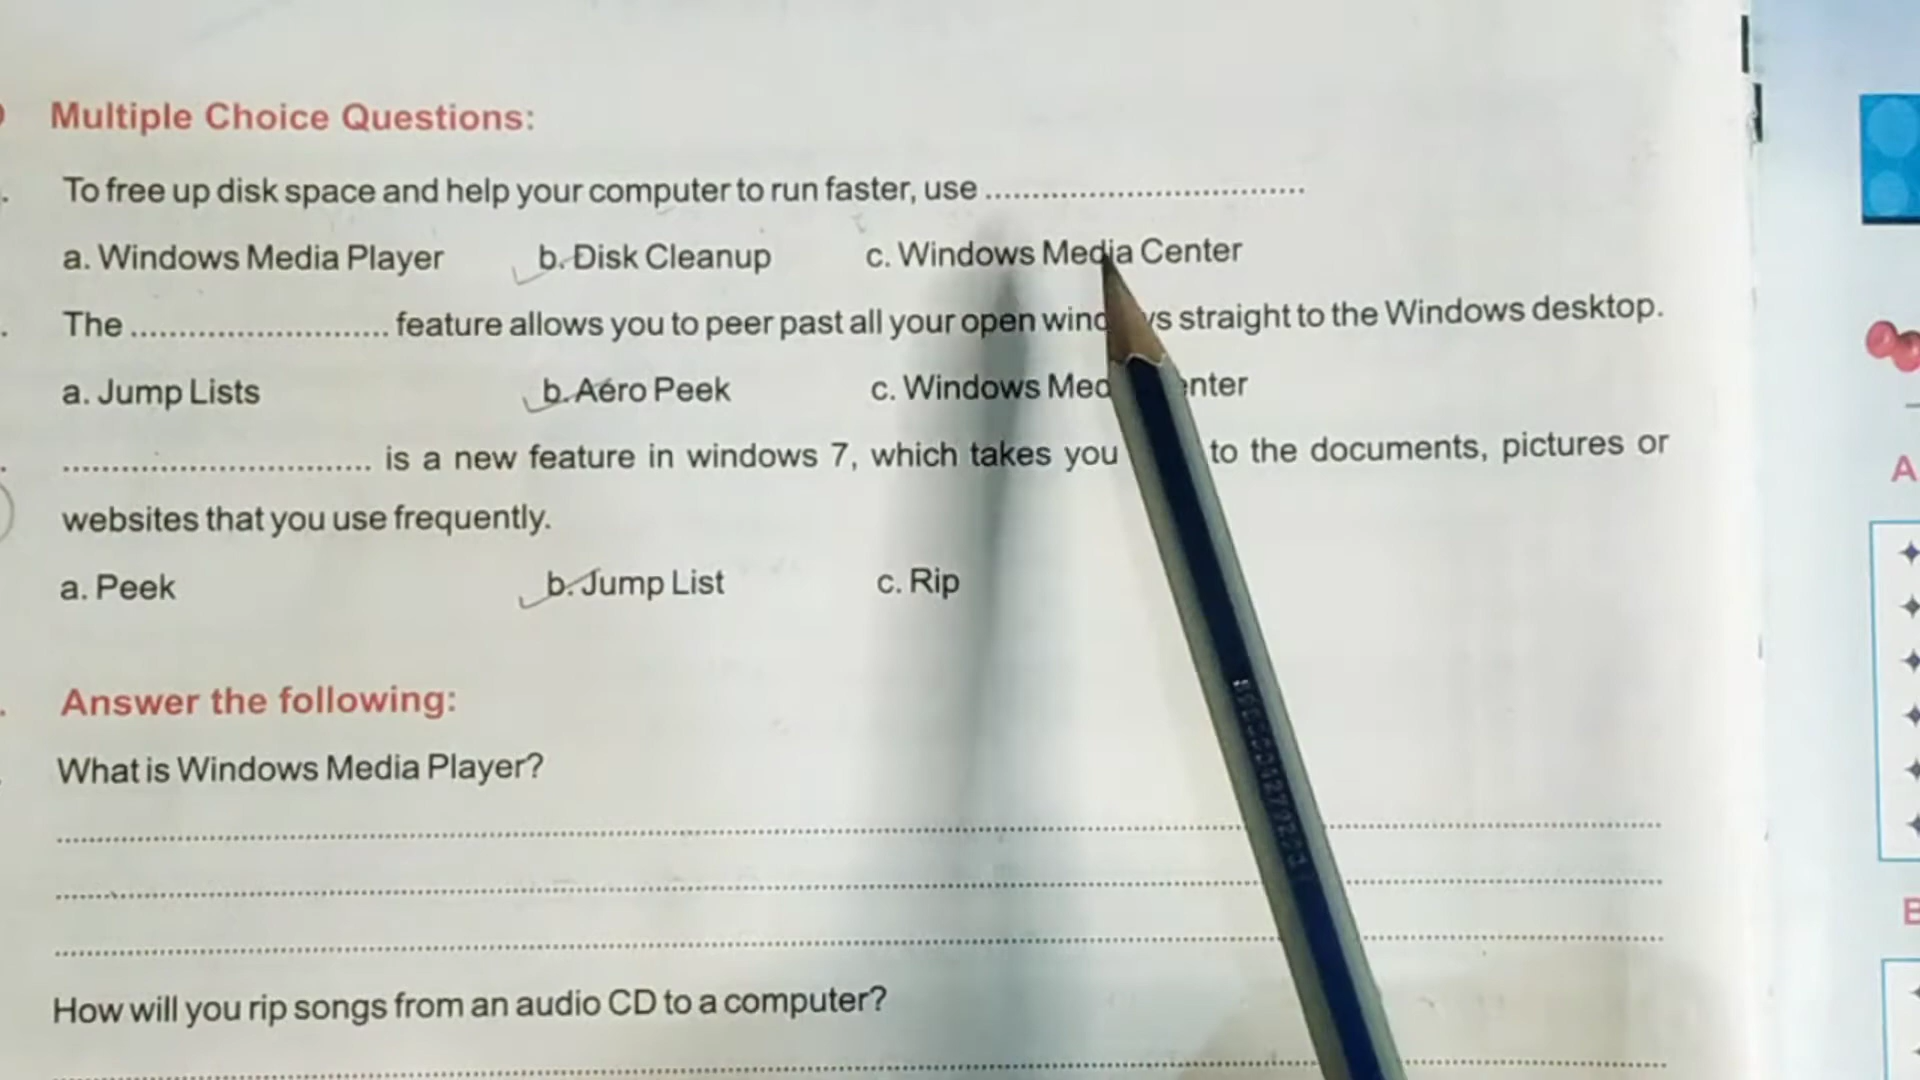 Multiple Choice Questions:
To free up disk space and help your computer to run faster, use ................................
a. Windows Media Player b. Disk Cleanup c. Windows Media Center
The .......................... feature allows you to peer past all your open straight to the Windows desktop.
a. Jump Lists b. Aero Peek c. Windows
............................... is a new feature in windows 7, which takes you to the documents, pictures or
websites that you use frequently.
a. Peek b. Jump List c. Rip
Answer the following:
What is Windows Media Player?
How will you rip songs from an audio CD to a computer?
A